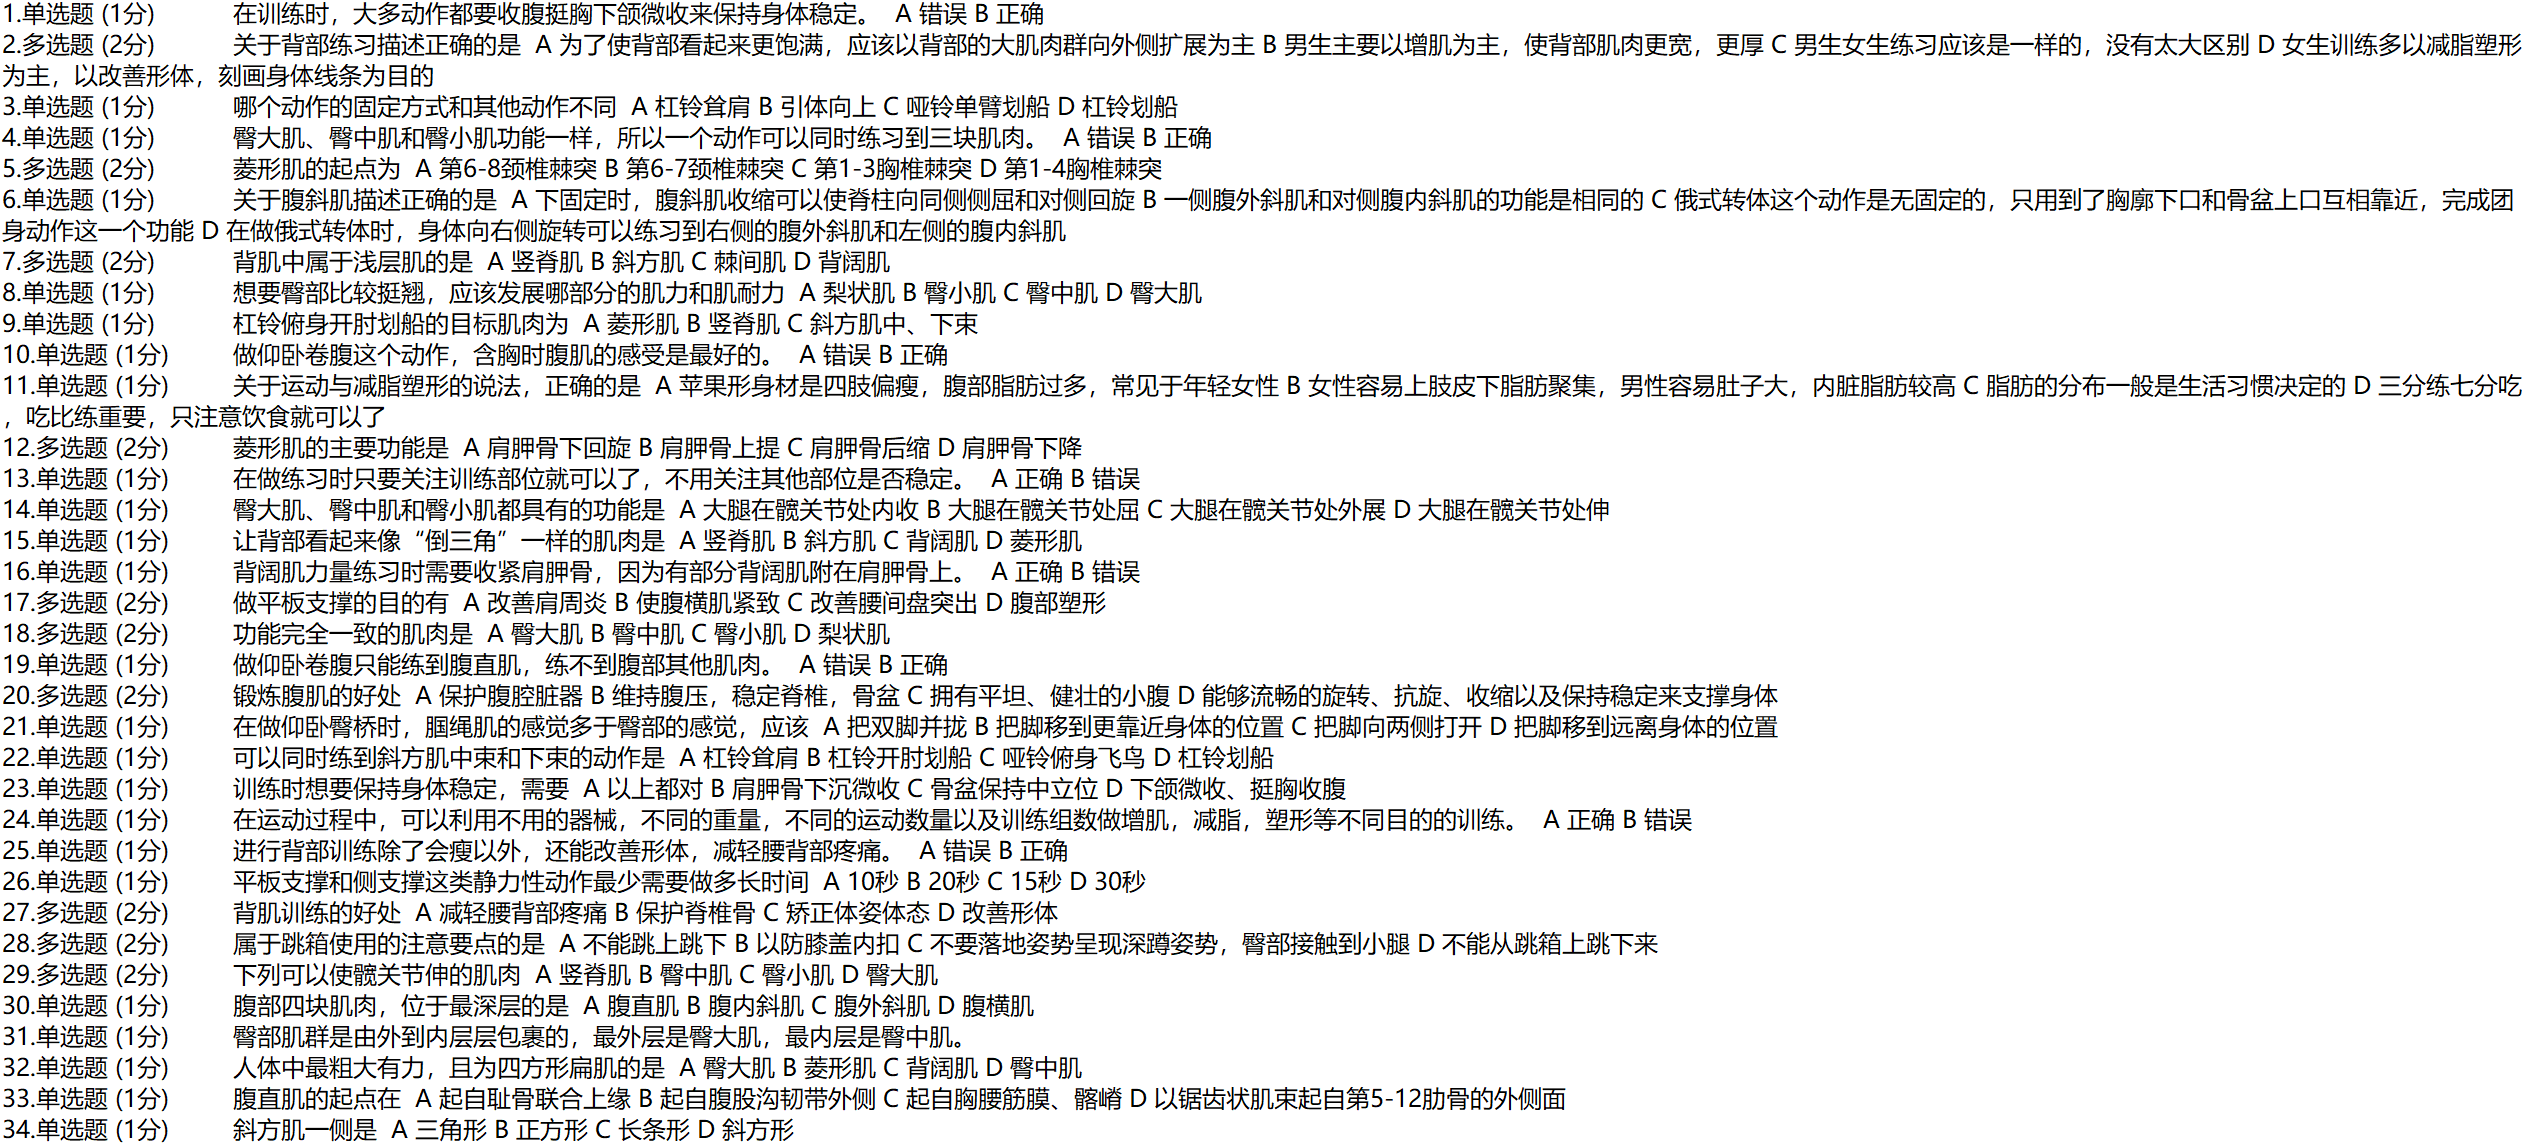 1.单选题 (1分) 在训练时，大多动作都要收腹挺胸下颌微收来保持身体稳定。 A 错误 B 正确
2.多选题 (2分) 关于背部练习描述正确的是 A 为了使背部看起来更饱满，应该以背部的大肌肉群向外侧扩展为主 B 男生主要以增肌为主，使背部肌肉更宽，更厚 C 男生女生练习应该是一样的，没有太大区别 D 女生训练多以减脂塑形
为主，以改善形体，刻画身体线条为目的
3.单选题 (1分) 哪个动作的固定方式和其他动作不同 A 杠铃耸肩 B 引体向上 C 哑铃单臂划船 D 杠铃划船
4.单选题 (1分) 臀大肌、臀中肌和臀小肌功能一样，所以一个动作可以同时练习到三块肌肉。 A 错误 B 正确
5.多选题 (2分) 菱形肌的起点为 A 第6-8颈椎棘突 B 第6-7颈椎棘突 C 第1-3胸椎棘突 D 第1-4胸椎棘突
6.单选题 (1分) 关于腹斜肌描述正确的是 A 下固定时，腹斜肌收缩可以使脊柱向同侧侧屈和对侧回旋 B 一侧腹外斜肌和对侧腹内斜肌的功能是相同的 C 俄式转体这个动作是无固定的，只用到了胸廓下口和骨盆上口互相靠近，完成团
身动作这一个功能 D 在做俄式转体时，身体向右侧旋转可以练习到右侧的腹外斜肌和左侧的腹内斜肌
7.多选题 (2分) 背肌中属于浅层肌的是 A 竖脊肌 B 斜方肌 C 棘间肌 D 背阔肌
8.单选题 (1分) 想要臀部比较挺翘，应该发展哪部分的肌力和肌耐力 A 梨状肌 B 臀小肌 C 臀中肌 D 臀大肌
9.单选题 (1分) 杠铃俯身开肘划船的目标肌肉为 A 菱形肌 B 竖脊肌 C 斜方肌中、下束
10.单选题 (1分) 做仰卧卷腹这个动作，含胸时腹肌的感受是最好的。 A 错误 B 正确
11.单选题 (1分) 关于运动与减脂塑形的说法，正确的是 A 苹果形身材是四肢偏瘦，腹部脂肪过多，常见于年轻女性 B 女性容易上肢皮下脂肪聚集，男性容易肚子大，内脏脂肪较高 C 脂肪的分布一般是生活习惯决定的 D 三分练七分吃
，吃比练重要，只注意饮食就可以了
12.多选题 (2分) 菱形肌的主要功能是 A 肩胛骨下回旋 B 肩胛骨上提 C 肩胛骨后缩 D 肩胛骨下降
13.单选题 (1分) 在做练习时只要关注训练部位就可以了，不用关注其他部位是否稳定。 A 正确 B 错误
14.单选题 (1分) 臀大肌、臀中肌和臀小肌都具有的功能是 A 大腿在髋关节处内收 B 大腿在髋关节处屈 C 大腿在髋关节处外展 D 大腿在髋关节处伸
15.单选题 (1分) 让背部看起来像“倒三角”一样的肌肉是 A 竖脊肌 B 斜方肌 C 背阔肌 D 菱形肌
16.单选题 (1分) 背阔肌力量练习时需要收紧肩胛骨，因为有部分背阔肌附在肩胛骨上。 A 正确 B 错误
17.多选题 (2分) 做平板支撑的目的有 A 改善肩周炎 B 使腹横肌紧致 C 改善腰间盘突出 D 腹部塑形
18.多选题 (2分) 功能完全一致的肌肉是 A 臀大肌 B 臀中肌 C 臀小肌 D 梨状肌
19.单选题 (1分) 做仰卧卷腹只能练到腹直肌，练不到腹部其他肌肉。 A 错误 B 正确
20.多选题 (2分) 锻炼腹肌的好处 A 保护腹腔脏器 B 维持腹压，稳定脊椎，骨盆 C 拥有平坦、健壮的小腹 D 能够流畅的旋转、抗旋、收缩以及保持稳定来支撑身体
21.单选题 (1分) 在做仰卧臀桥时，腘绳肌的感觉多于臀部的感觉，应该 A 把双脚并拢 B 把脚移到更靠近身体的位置 C 把脚向两侧打开 D 把脚移到远离身体的位置
22.单选题 (1分) 可以同时练到斜方肌中束和下束的动作是 A 杠铃耸肩 B 杠铃开肘划船 C 哑铃俯身飞鸟 D 杠铃划船
23.单选题 (1分) 训练时想要保持身体稳定，需要 A 以上都对 B 肩胛骨下沉微收 C 骨盆保持中立位 D 下颌微收、挺胸收腹
24.单选题 (1分) 在运动过程中，可以利用不用的器械，不同的重量，不同的运动数量以及训练组数做增肌，减脂，塑形等不同目的的训练。 A 正确 B 错误
25.单选题 (1分) 进行背部训练除了会瘦以外，还能改善形体，减轻腰背部疼痛。 A 错误 B 正确
26.单选题 (1分) 平板支撑和侧支撑这类静力性动作最少需要做多长时间 A 10秒 B 20秒 C 15秒 D 30秒
27.多选题 (2分) 背肌训练的好处 A 减轻腰背部疼痛 B 保护脊椎骨 C 矫正体姿体态 D 改善形体
28.多选题 (2分) 属于跳箱使用的注意要点的是 A 不能跳上跳下 B 以防膝盖内扣 C 不要落地姿势呈现深蹲姿势，臀部接触到小腿 D 不能从跳箱上跳下来
29.多选题 (2分) 下列可以使髋关节伸的肌肉 A 竖脊肌 B 臀中肌 C 臀小肌 D 臀大肌
30.单选题 (1分) 腹部四块肌肉，位于最深层的是 A 腹直肌 B 腹内斜肌 C 腹外斜肌 D 腹横肌
31.单选题 (1分) 臀部肌群是由外到内层层包裹的，最外层是臀大肌，最内层是臀中肌。
32.单选题 (1分) 人体中最粗大有力，且为四方形扁肌的是 A 臀大肌 B 菱形肌 C 背阔肌 D 臀中肌
33.单选题 (1分) 腹直肌的起点在 A 起自耻骨联合上缘 B 起自腹股沟韧带外侧 C 起自胸腰筋膜、髂嵴 D 以锯齿状肌束起自第5-12肋骨的外侧面
34.单选题 (1分) 斜方肌一侧是 A 三角形 B 正方形 C 长条形 D 斜方形